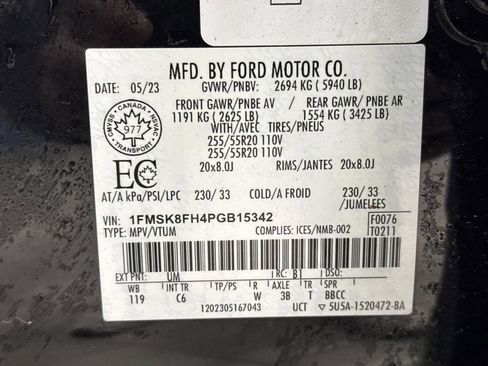 MFD. BY FORD MOTOR CO.
DATE: 05/23 GVWR/PNBV: 2694 KG ( 5940 LB)
FRONT GAWR/PNBE AV REAR GAWR/ PNBE AR
1191 KG ( 2625 LB) 1554 KG ( 3425 LB)
WITH/AVEC TIRES/PNEUS
255/55R20 110V
255/55R20 110V
20x8.0J RIMS/JANTES 20x8.0J
CANADA
CMVSS NSVAC
977
TRANSPORT
EC
AT/A kPa/PSI/LPC 230/ 33 COLD/A FROID 230/ 33
/JUMELEES
VIN: 1FMSK8FH4PGB15342 F0076
TYPE: MPV/VTUM COMPLIES: ICES/NMB-002 T0211
EXT PNT: UM RC: B1 DSO:
WB INT TR TP/PS R AXLE TR SPR
119 C6 W 3B T BBCC
1202305167043 UCT 5U5A-1520472-BA